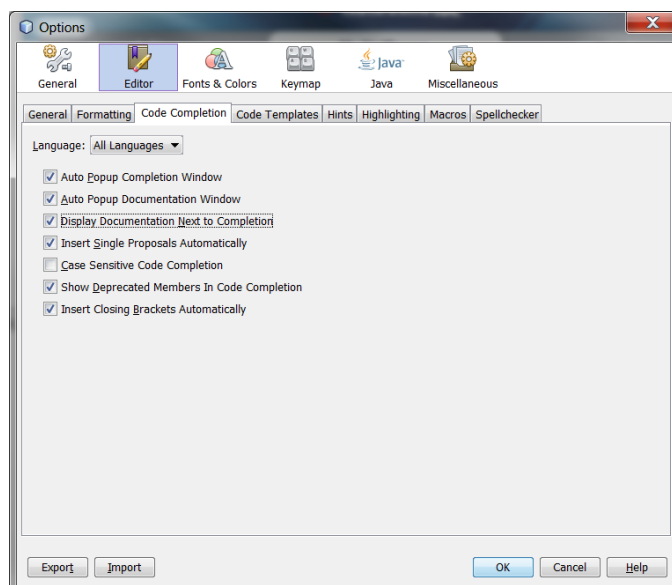 Options
General Editor Fonts & Colors Keymap Java Miscellaneous
General Formatting Code Completion Code Templates Hints Highlighting Macros Spellchecker
Language: All Languages
Auto Popup Completion Window
Auto Popup Documentation Window
Display Documentation Next to Completion
Insert Single Proposals Automatically
Case Sensitive Code Completion
Show Deprecated Members In Code Completion
Insert Closing Brackets Automatically
Export Import OK Cancel Help